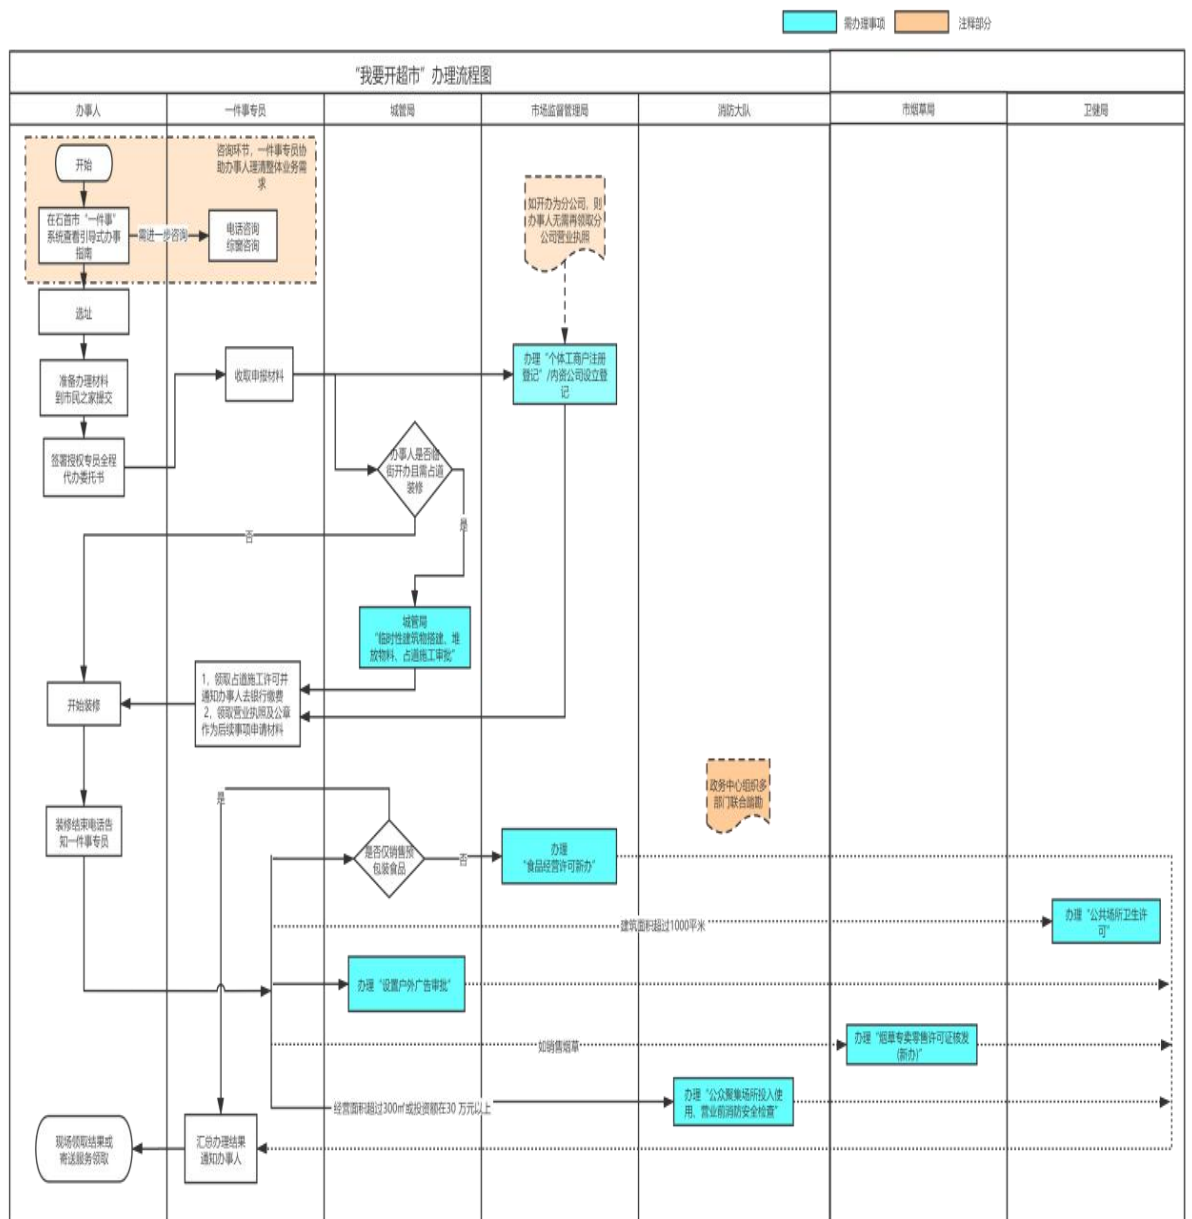 需办理事项
注释部分
“我要开超市”办理流程图
办事人
一件事专员
城管局
市场监督管理局
消防大队
市烟草局
卫健局
开始
咨询环节，一件事专员协
助办事人理清整体业务需
求
在石首市“一件事”
系统查看引导式办事
指南
需进一步咨询
电话咨询
综窗咨询
如开办为分公司，则
办事人无需再领取分
公司营业执照
选址
准备办理材料
到市民之家提交
收取申报材料
办理“个体工商户注册
登记”/内资公司设立登
记
签署授权专员全程
代办委托书
办事人是否临
街开办且需占道
装修
是
否
城管局
“临时性建筑物搭建、堆
放物料、占道施工审批”
开始装修
1，领取占道施工许可并
通知办事人去银行缴费
2，领取营业执照及公章
作为后续事项申请材料
政务中心组织多
部门联合踏勘
装修结束电话告
知一件事专员
是
是否仅销售预
包装食品
否
办理
“食品经营许可新办”
建筑面积超过1000平米
办理“公共场所卫生许
可”
办理“设置户外广告审批”
如销售烟草
办理“烟草专卖零售许可证核发
(新办)”
经营面积超过300㎡或投资额在30 万元以上
办理“公众聚集场所投入使
用、营业前消防安全检查”
现场领取结果或
寄送服务领取
汇总办理结果
通知办事人